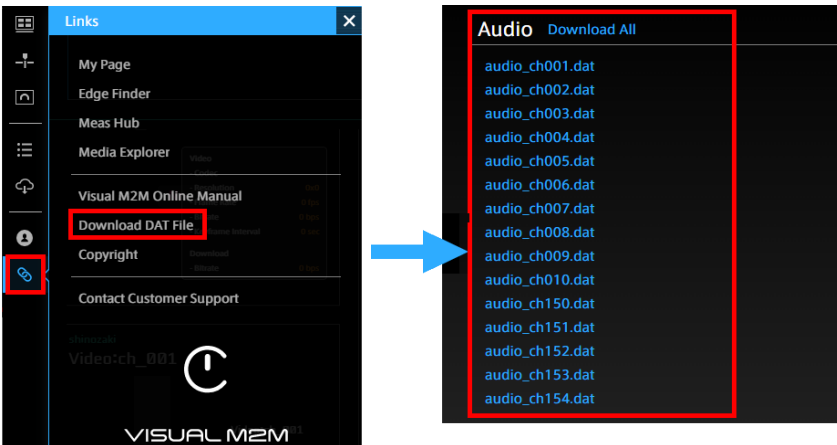 Links
My Page
Edge Finder
Meas Hub
Media Explorer
Visual M2M Online Manual
Download DAT File
Copyright
Contact Customer Support
Video:ch_001
VISUAL M2M
Audio Download All
audio_ch001.dat
audio_ch002.dat
audio_ch003.dat
audio_ch004.dat
audio_ch005.dat
audio_ch006.dat
audio_ch007.dat
audio_ch008.dat
audio_ch009.dat
audio_ch010.dat
audio_ch150.dat
audio_ch151.dat
audio_ch152.dat
audio_ch153.dat
audio_ch154.dat